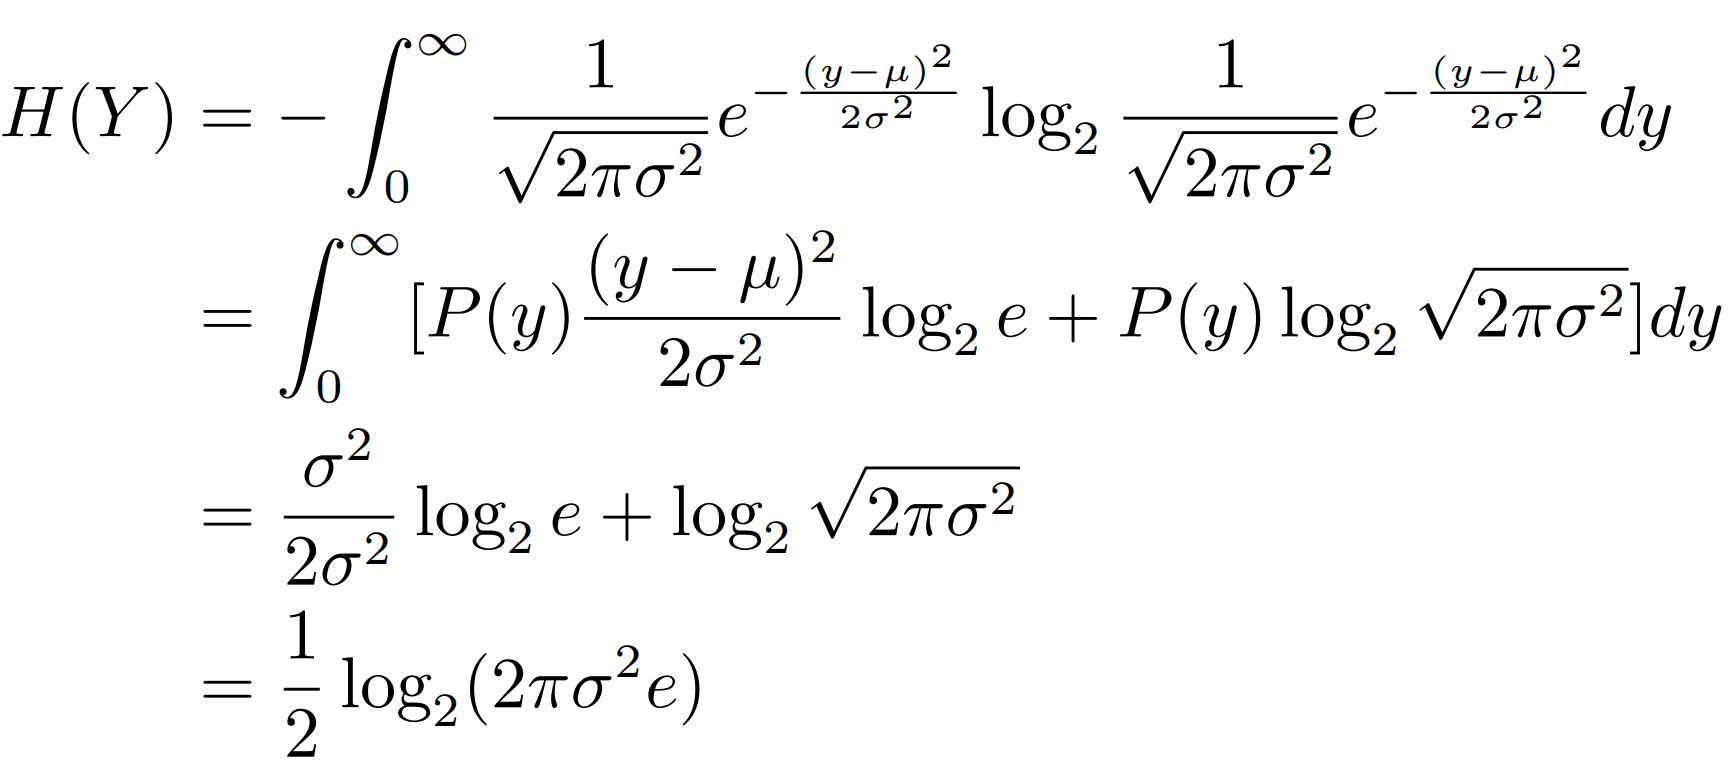 H(Y) = -\int_0^\infty \frac{1}{\sqrt{2\pi\sigma^2}} e^{-\frac{(y-\mu)^2}{2\sigma^2}} \log_2 \frac{1}{\sqrt{2\pi\sigma^2}} e^{-\frac{(y-\mu)^2}{2\sigma^2}} dy
= \int_0^\infty [P(y) \frac{(y-\mu)^2}{2\sigma^2} \log_2 e + P(y) \log_2 \sqrt{2\pi\sigma^2}] dy
= \frac{\sigma^2}{2\sigma^2} \log_2 e + \log_2 \sqrt{2\pi\sigma^2}
= \frac{1}{2} \log_2 (2\pi\sigma^2 e)